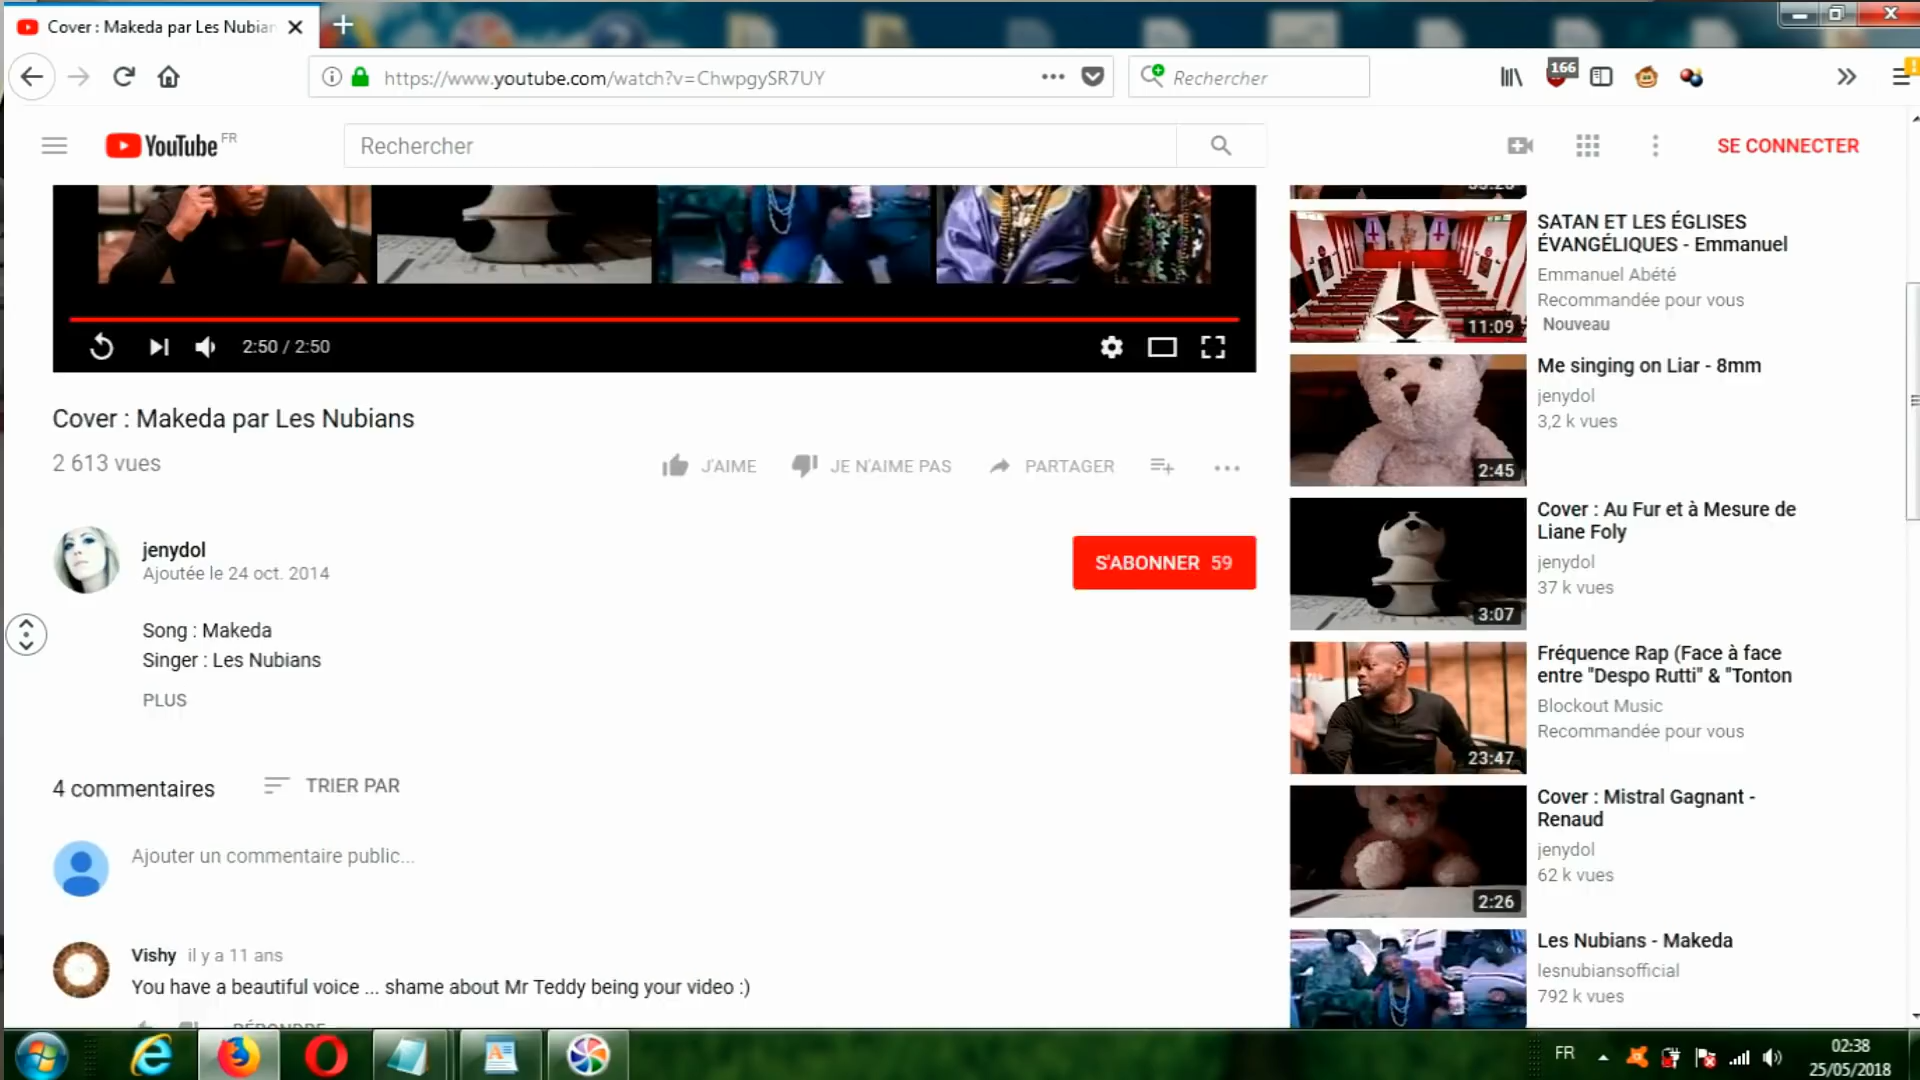 Cover : Makeda par Les Nubian
https://www.youtube.com/watch?v=ChwpgySR7UY
Rechercher
166
YouTube FR
Rechercher
SE CONNECTER
2:50 / 2:50
Cover : Makeda par Les Nubians
2 613 vues
J'AIME
JE N'AIME PAS
PARTAGER
jenydol
Ajoutée le 24 oct. 2014
S'ABONNER 59
Song : Makeda
Singer : Les Nubians
PLUS
4 commentaires
TRIER PAR
Ajouter un commentaire public...
Vishy il y a 11 ans
You have a beautiful voice ... shame about Mr Teddy being your video :)
RÉPONDRE
SATAN ET LES ÉGLISES
ÉVANGÉLIQUES - Emmanuel
Emmanuel Abété
Recommandée pour vous
Nouveau
11:09
Me singing on Liar - 8mm
jenydol
3,2 k vues
2:45
Cover : Au Fur et à Mesure de
Liane Foly
jenydol
37 k vues
3:07
Fréquence Rap (Face à face
entre "Despo Rutti" & "Tonton
Blockout Music
Recommandée pour vous
23:47
Cover : Mistral Gagnant -
Renaud
jenydol
62 k vues
2:26
Les Nubians - Makeda
lesnubiansofficial
792 k vues
FR
02:38
25/05/2018